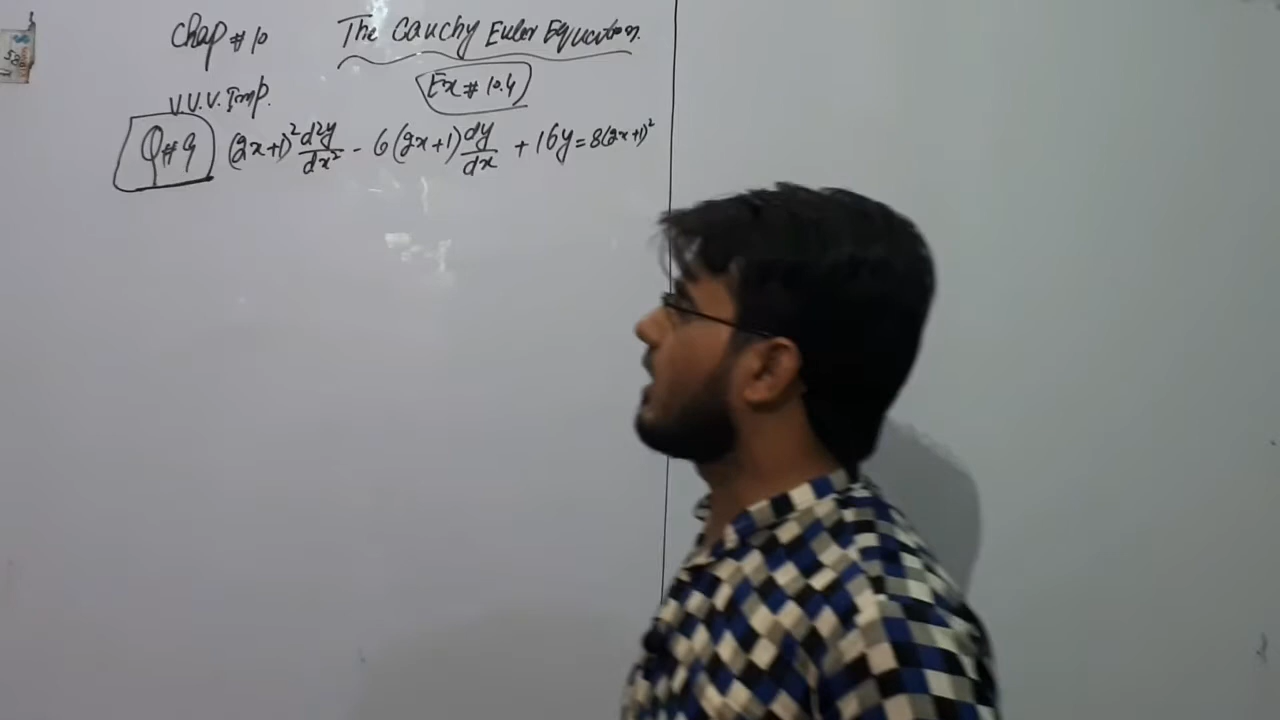 Chap # 10 The Cauchy Euler Equation.
V.V.V. Imp. Ex # 10.4
Q # 9 (2x+1)² d²y/dx² - 6(2x+1) dy/dx + 16y = 8(2x+1)²